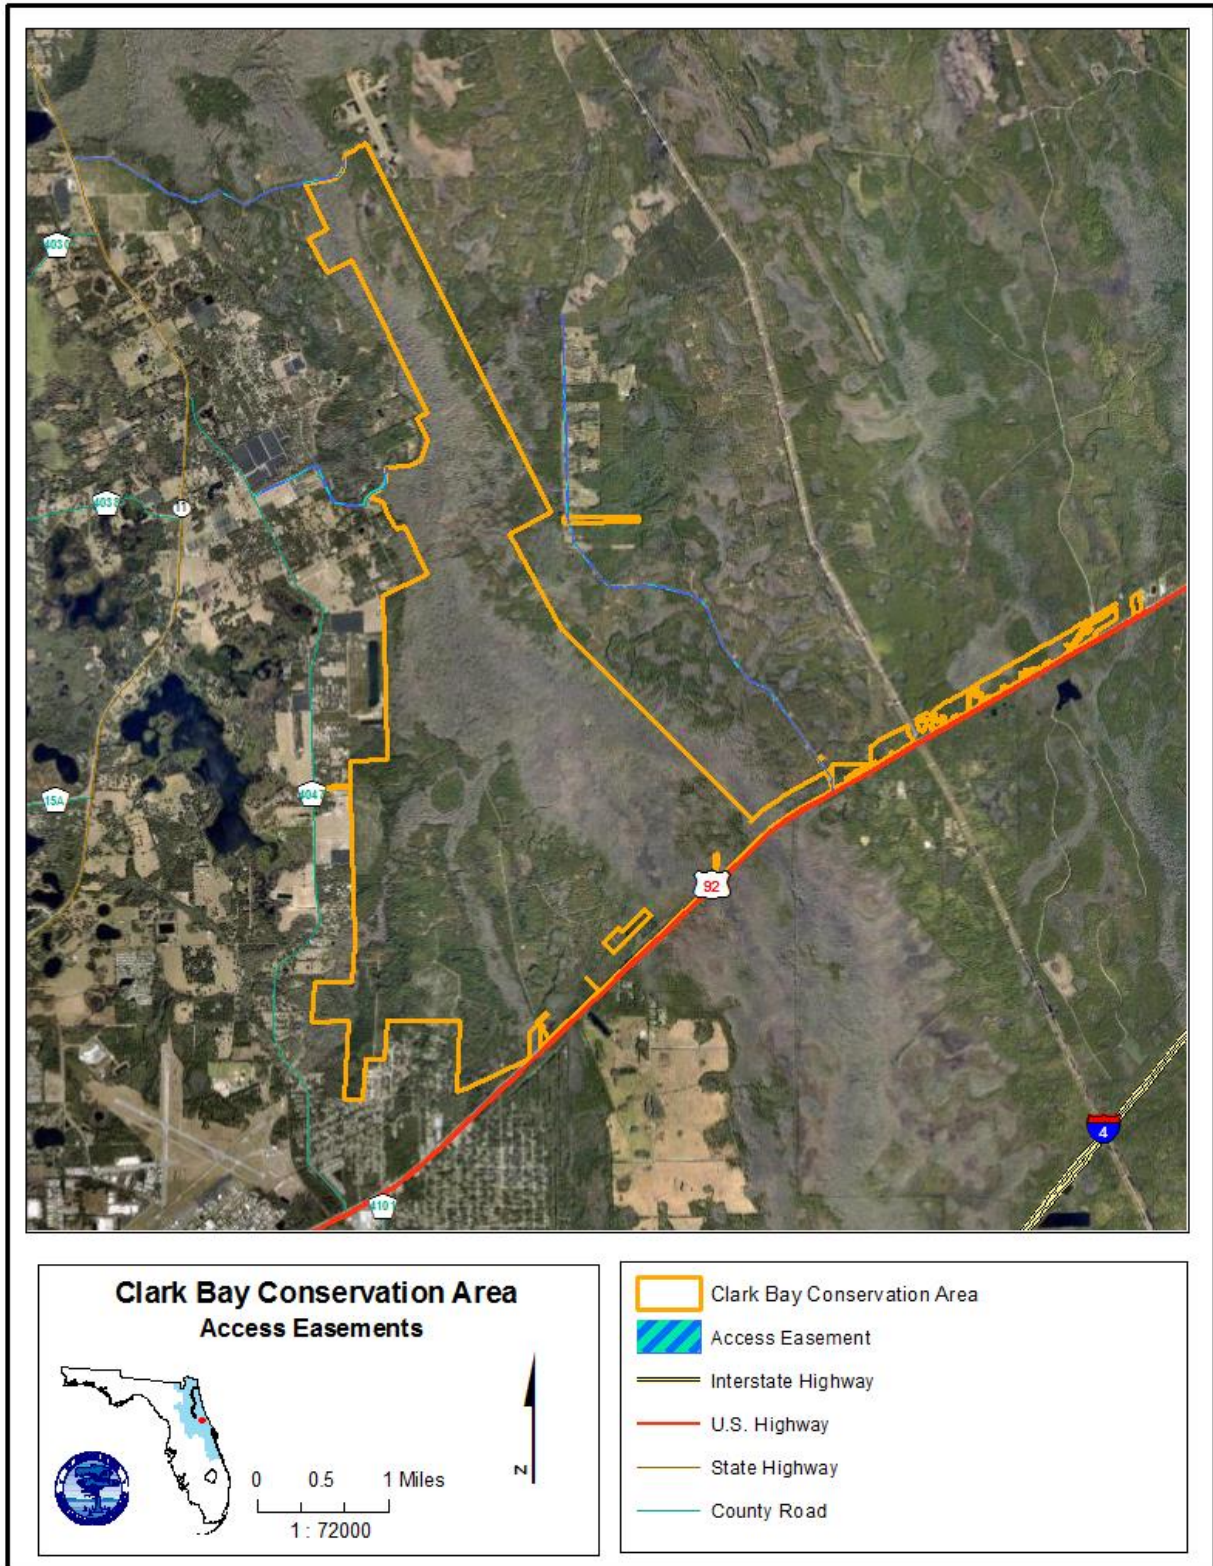 4030
4035
11
15A
4047
92
4
4101
Clark Bay Conservation Area
Access Easements
0 0.5 1 Miles
1 : 72000
N
Clark Bay Conservation Area
Access Easement
Interstate Highway
U.S. Highway
State Highway
County Road